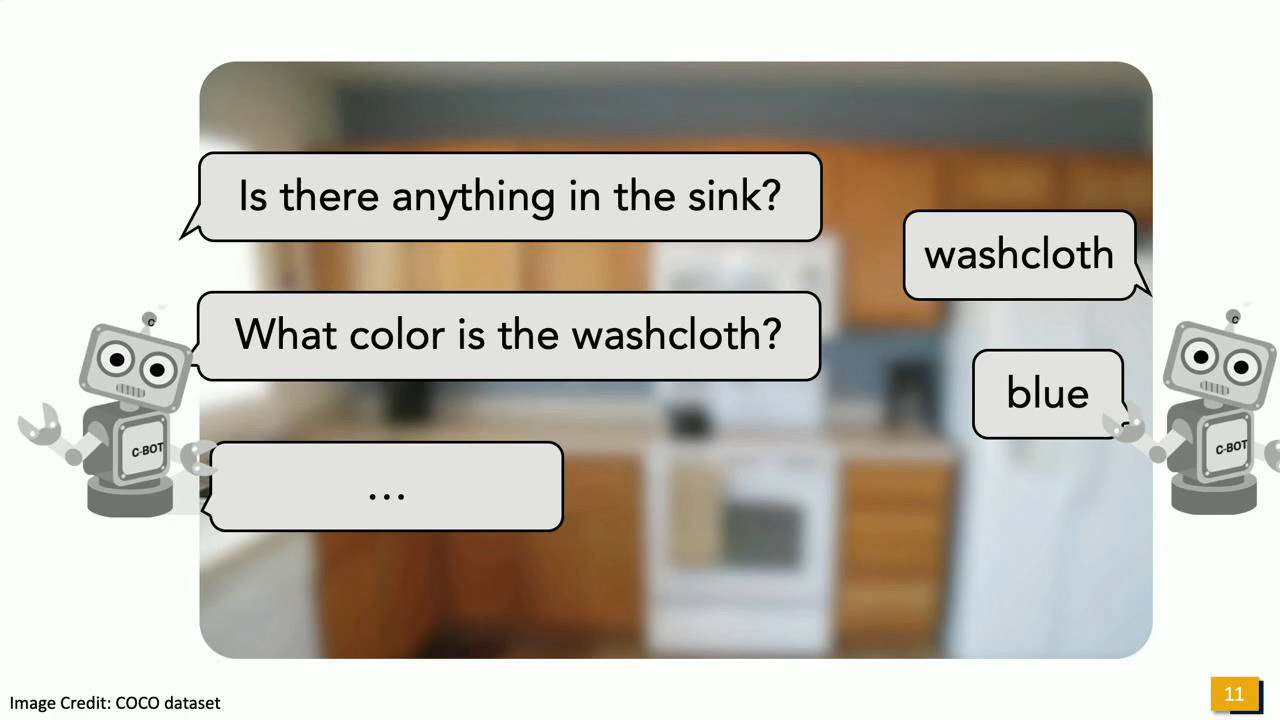 Is there anything in the sink?
washcloth
What color is the washcloth?
blue
...
C-BOT
C-BOT
c
c
Image Credit: COCO dataset
11